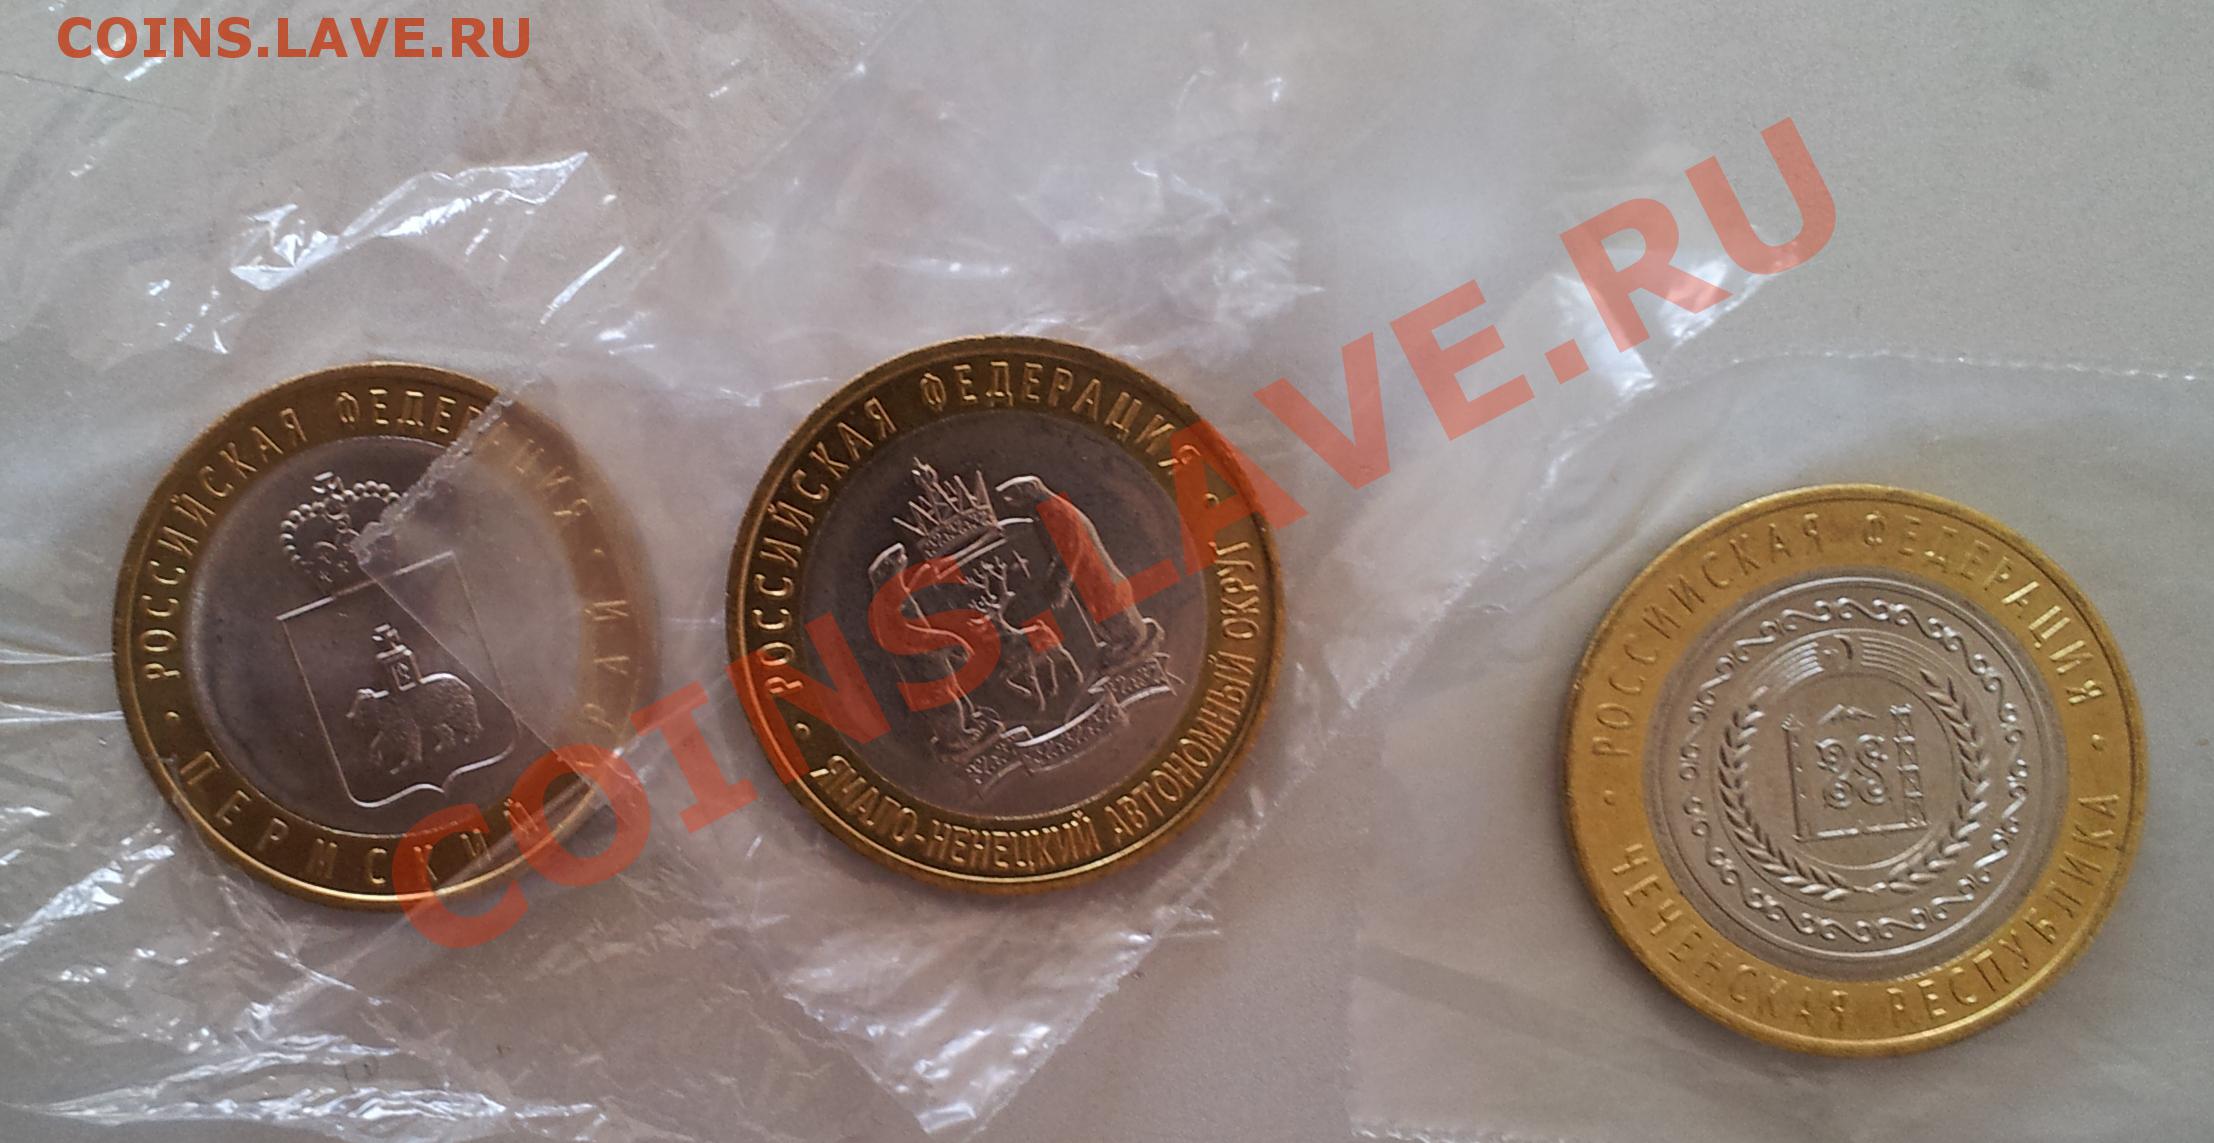 COINS.LAVE.RU
РОССИЙСКАЯ ФЕДЕРАЦИЯ
ПЕРМСКИЙ КРАЙ
РОССИЙСКАЯ ФЕДЕРАЦИЯ
ЯМАЛО-НЕНЕЦКИЙ АВТОНОМНЫЙ ОКРУГ
РОССИЙСКАЯ ФЕДЕРАЦИЯ
ЧЕЧЕНСКАЯ РЕСПУБЛИКА
COINS.LAVE.RU